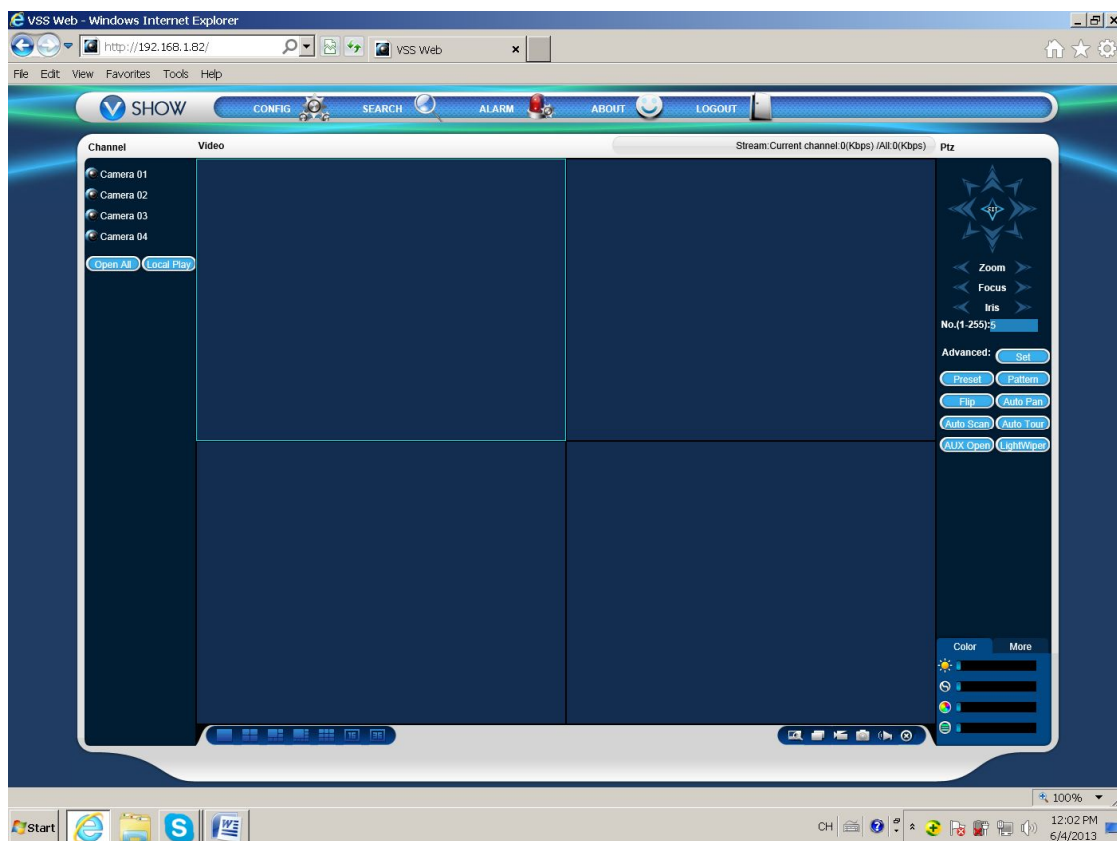 VSS Web - Windows Internet Explorer
http://192.168.1.82/
VSS Web
File Edit View Favorites Tools Help
V SHOW
CONFIG SEARCH ALARM ABOUT LOGOUT
Channel Video Stream:Current channel:0(Kbps) /All:0(Kbps) Ptz
Camera 01
Camera 02
Camera 03
Camera 04
Open All Local Play
Zoom
Focus
Iris
No.(1-255):5
Advanced: Set
Preset Pattern
Flip Auto Pan
Auto Scan Auto Tour
AUX Open LightWiper
Color More
100%
Start
CH
12:02 PM
6/4/2013